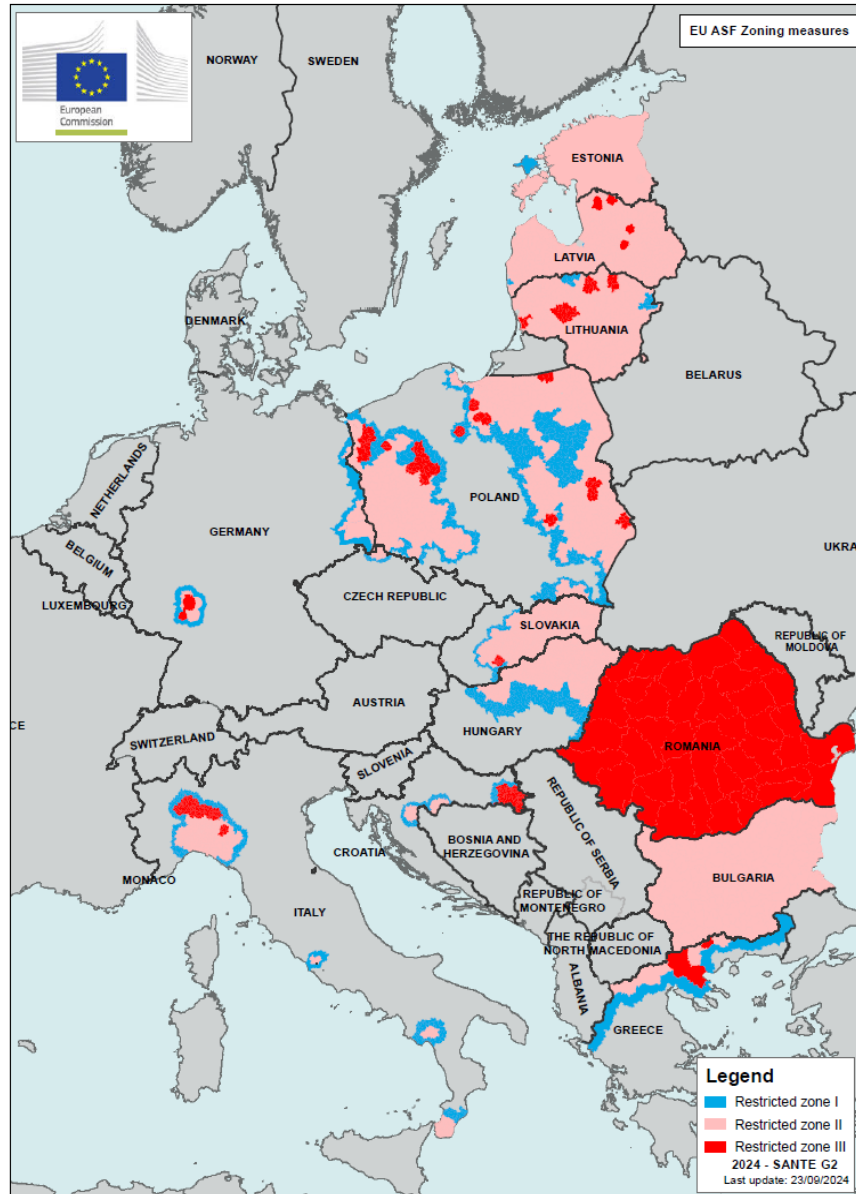 EU ASF Zoning measures
European
Commission
NORWAY
SWEDEN
ESTONIA
LATVIA
DENMARK
LITHUANIA
BELARUS
NETHERLANDS
POLAND
GERMANY
BELGIUM
UKRA
LUXEMBOURG
CZECH REPUBLIC
SLOVAKIA
REPUBLIC OF
MOLDOVA
AUSTRIA
CE
HUNGARY
SWITZERLAND
ROMANIA
SLOVENIA
REPUBLIC OF SERBIA
BOSNIA AND
HERZEGOVINA
CROATIA
MONACO
BULGARIA
ITALY
REPUBLIC OF
MONTENEGRO
THE REPUBLIC OF
NORTH MACEDONIA
ALBANIA
GREECE
Legend
Restricted zone I
Restricted zone II
Restricted zone III
2024 - SANTE G2
Last update: 23/09/2024